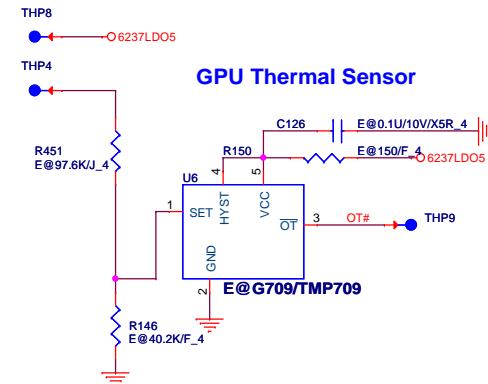 THP8
6237LDO5
THP4
GPU Thermal Sensor
C126
E@0.1U/10V/X5R_4
R451
E@97.6K/J_4
R150
E@150/F_4
6237LDO5
U6
4
5
1
SET
HYST
VCC
OT
3
OT#
THP9
GND
2
E@G709/TMP709
R146
E@40.2K/F_4